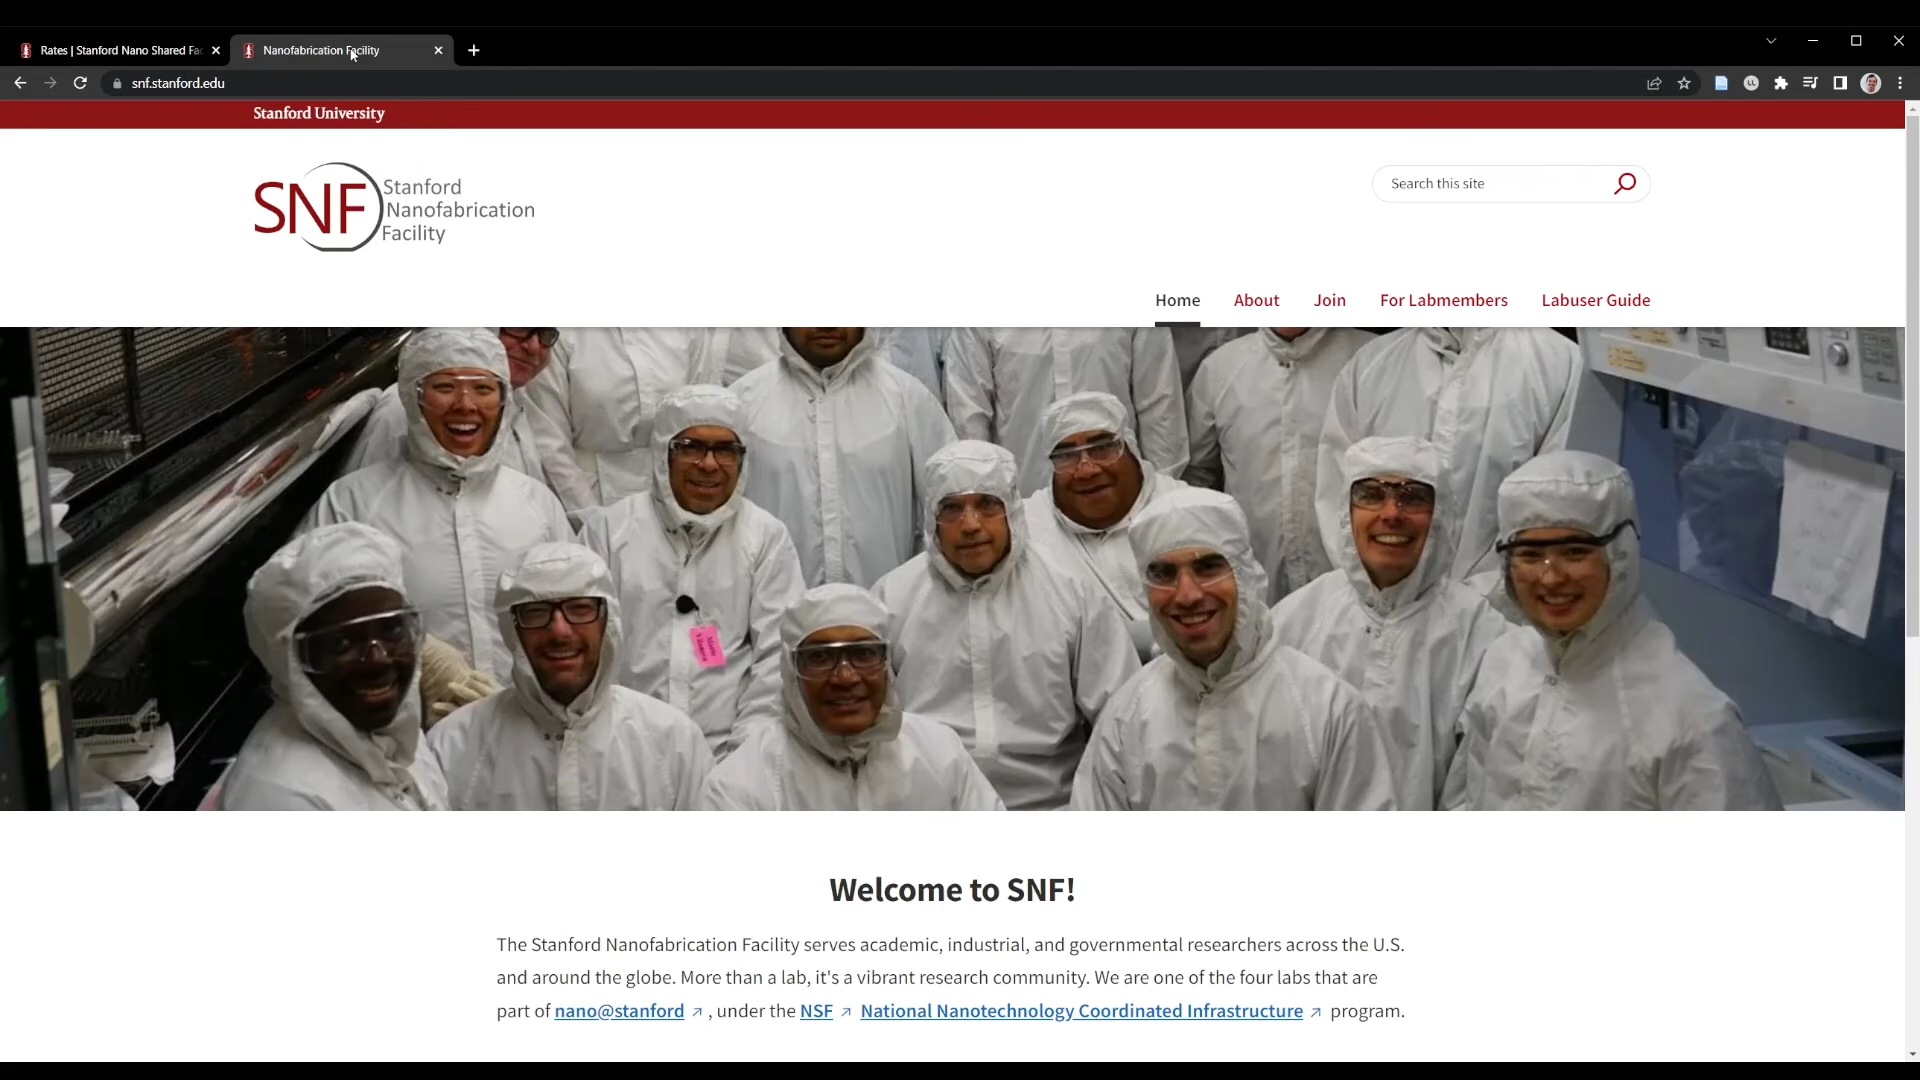 Rates | Stanford Nano Shared Fac
Nanofabrication Facility
snf.stanford.edu
Stanford University
SNF
Stanford
Nanofabrication
Facility
Search this site
Home About Join For Labmembers Labuser Guide
Welcome to SNF!
The Stanford Nanofabrication Facility serves academic, industrial, and governmental researchers across the U.S.
and around the globe. More than a lab, it's a vibrant research community. We are one of the four labs that are
part of nano@stanford , under the NSF National Nanotechnology Coordinated Infrastructure program.